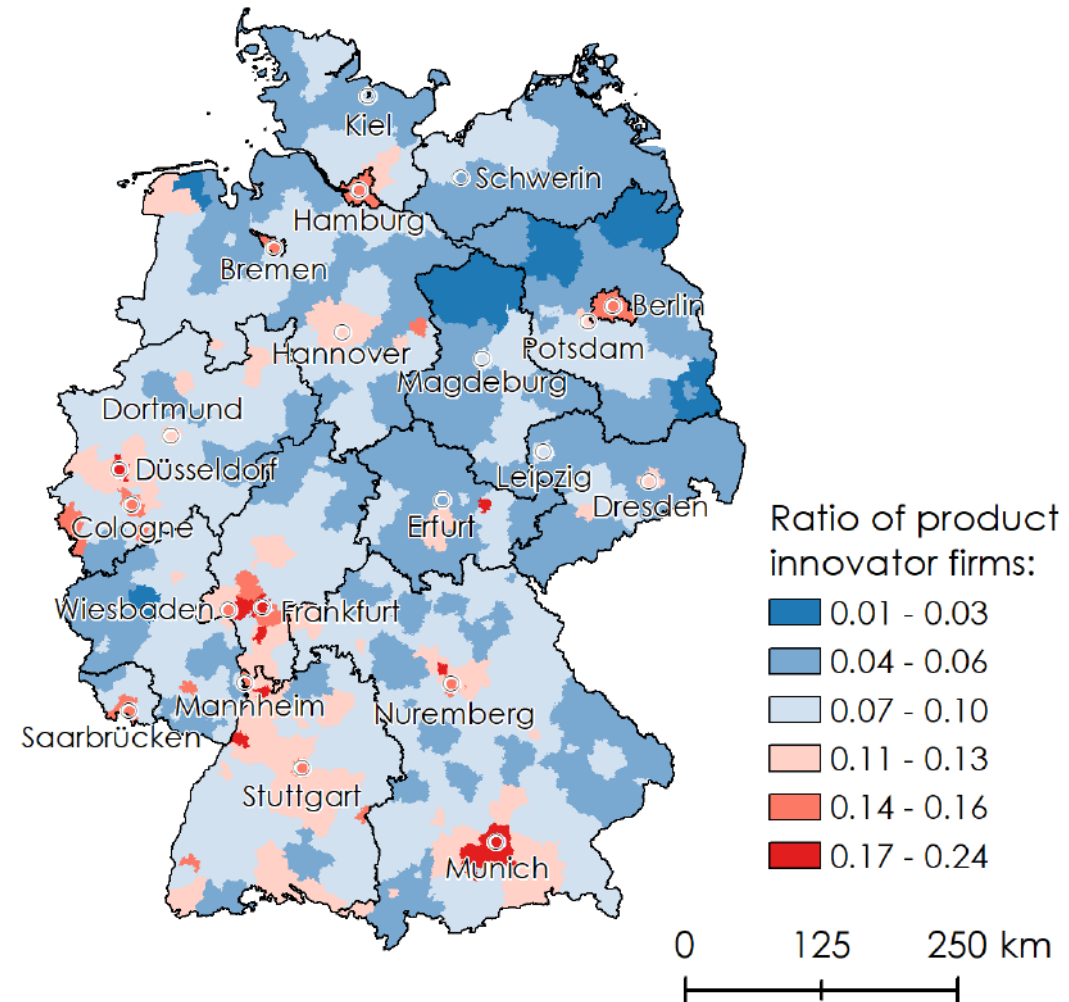 Kiel
Schwerin
Hamburg
Bremen
Berlin
Hannover
Potsdam
Magdeburg
Dortmund
Düsseldorf
Leipzig
Cologne
Erfurt
Dresden
Wiesbaden
Frankfurt
Mannheim
Nuremberg
Saarbrücken
Stuttgart
Munich
Ratio of product
innovator firms:
0.01 - 0.03
0.04 - 0.06
0.07 - 0.10
0.11 - 0.13
0.14 - 0.16
0.17 - 0.24
0 125 250 km